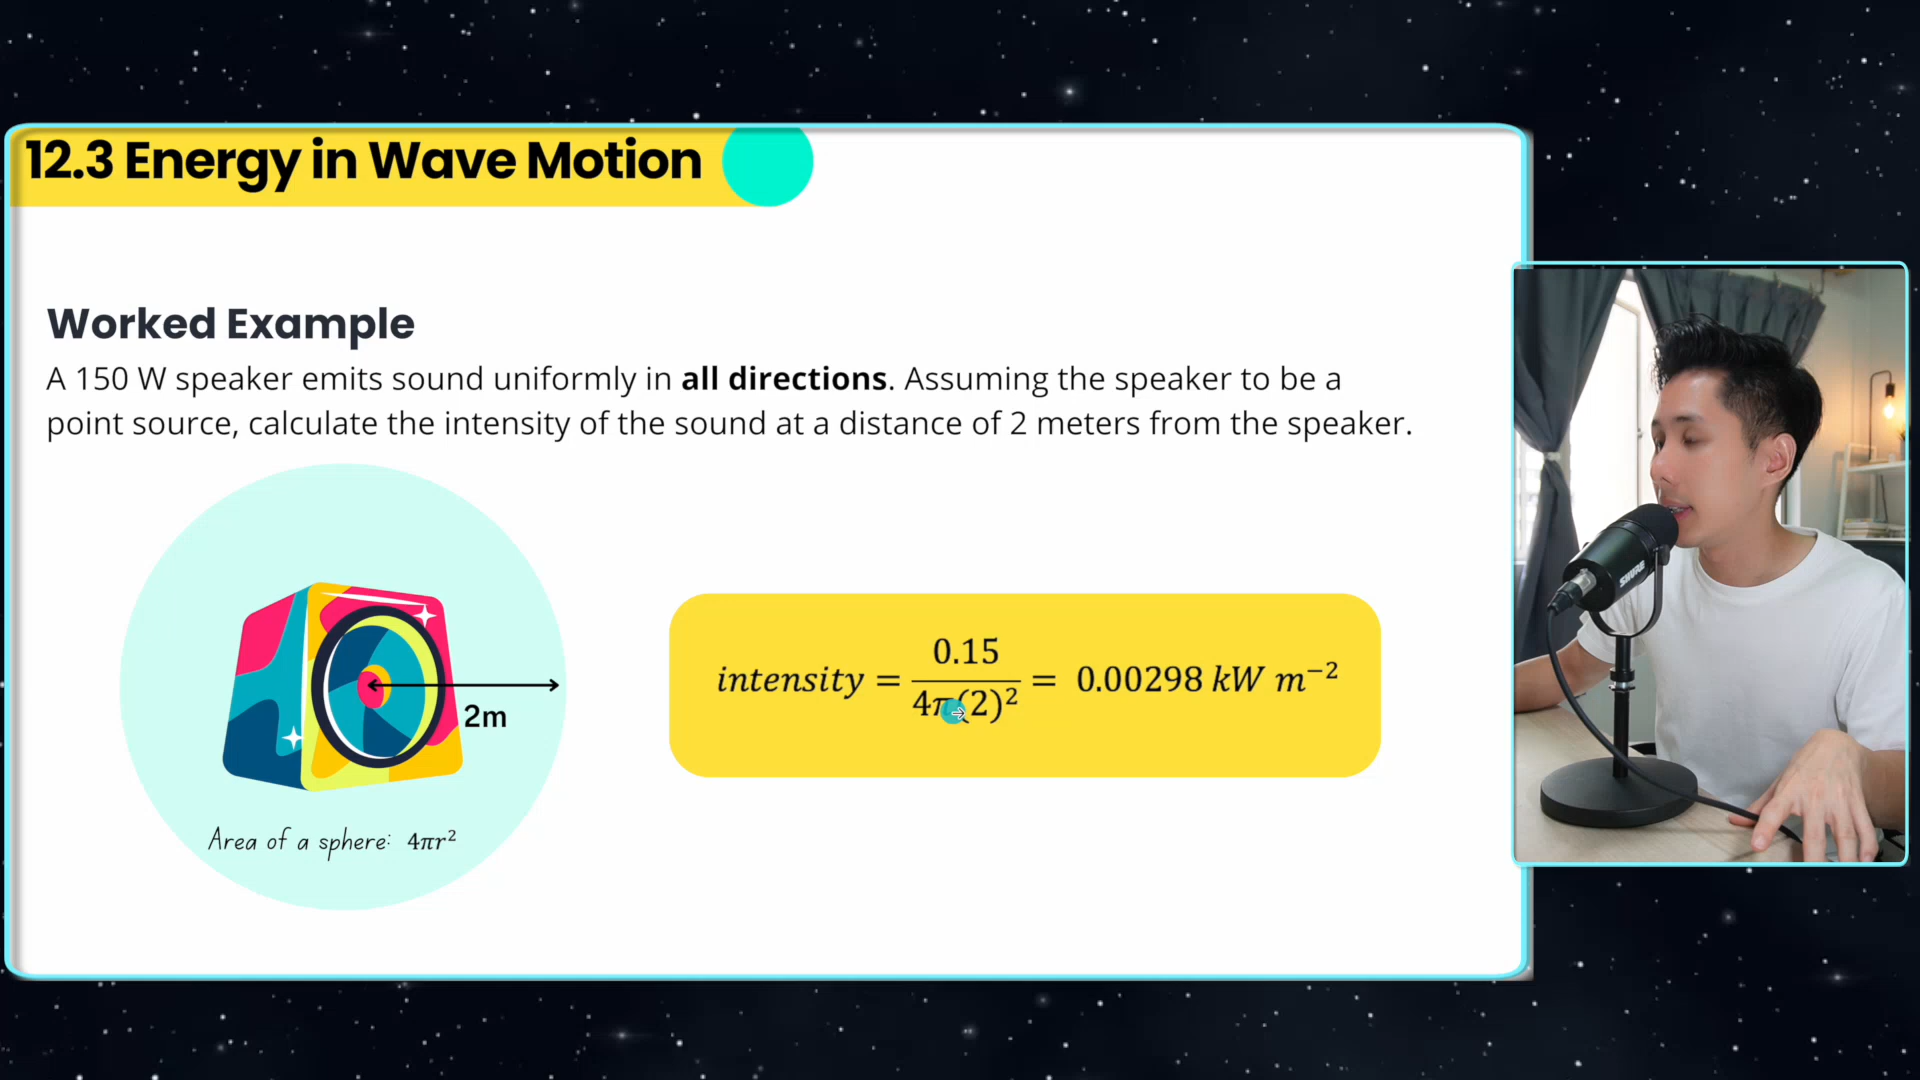 12.3 Energy in Wave Motion
Worked Example
A 150 W speaker emits sound uniformly in all directions. Assuming the speaker to be a
point source, calculate the intensity of the sound at a distance of 2 meters from the speaker.
2m
Area of a sphere: 4πr²
intensity = 0.15 / 4π(2)² = 0.00298 kW m⁻²
SHURE